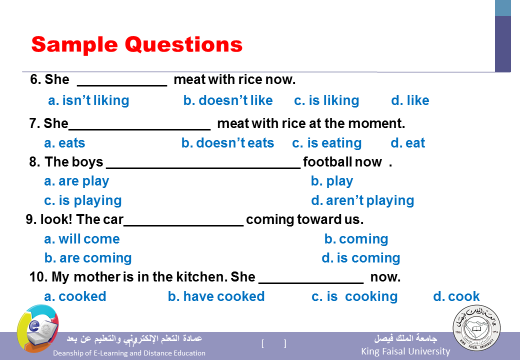 Sample Questions
6. She ____________ meat with rice now.
a. isn't liking b. doesn't like c. is liking d. like
7. She___________________ meat with rice at the moment.
a. eats b. doesn't eats c. is eating d. eat
8. The boys __________________________ football now .
a. are play b. play
c. is playing d. aren't playing
9. look! The car________________ coming toward us.
a. will come b. coming
b. are coming d. is coming
10. My mother is in the kitchen. She ______________ now.
a. cooked b. have cooked c. is cooking d. cook
عمادة التعلم الإلكتروني والتعليم عن بعد
Deanship of E-Learning and Distance Education
[ ]
جامعة الملك فيصل
King Faisal University